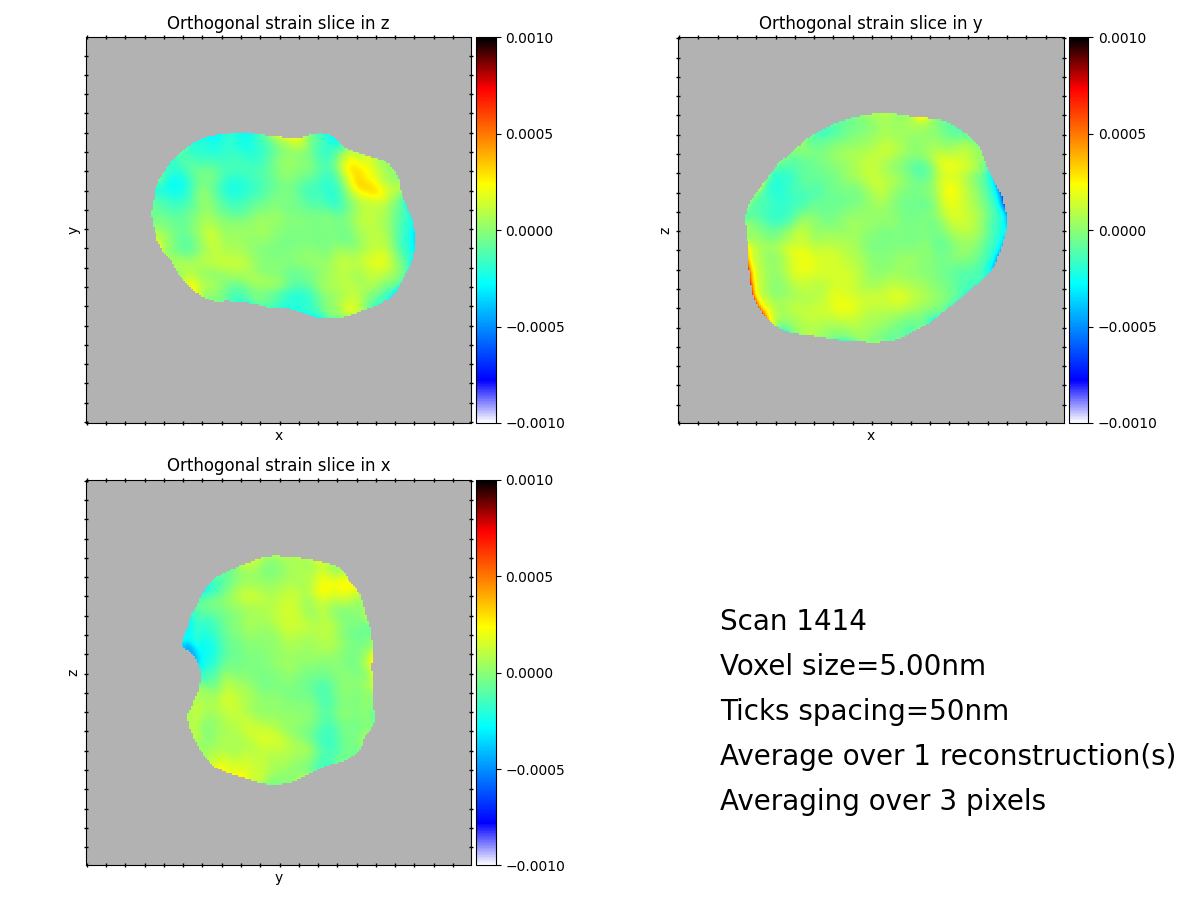 Orthogonal strain slice in z
0.0010
0.0005
0.0000
−0.0005
−0.0010
y
x
Orthogonal strain slice in y
0.0010
0.0005
0.0000
−0.0005
−0.0010
z
x
Orthogonal strain slice in x
0.0010
0.0005
0.0000
−0.0005
−0.0010
z
y
Scan 1414
Voxel size=5.00nm
Ticks spacing=50nm
Average over 1 reconstruction(s)
Averaging over 3 pixels